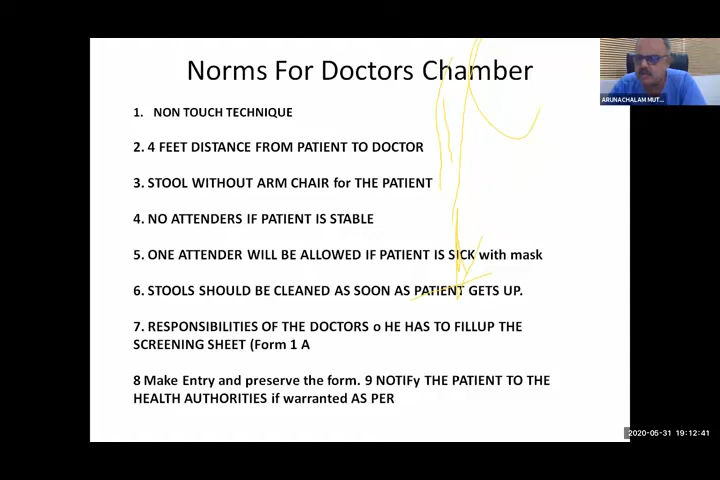 Norms For Doctors Chamber
1. NON TOUCH TECHNIQUE
2. 4 FEET DISTANCE FROM PATIENT TO DOCTOR
3. STOOL WITHOUT ARM CHAIR for THE PATIENT
4. NO ATTENDERS IF PATIENT IS STABLE
5. ONE ATTENDER WILL BE ALLOWED IF PATIENT IS SICK with mask
6. STOOLS SHOULD BE CLEANED AS SOON AS PATIENT GETS UP.
7. RESPONSIBILITIES OF THE DOCTORS o HE HAS TO FILLUP THE
SCREENING SHEET (Form 1 A
8 Make Entry and preserve the form. 9 NOTIFy THE PATIENT TO THE
HEALTH AUTHORITIES if warranted AS PER
ARUNACHALAM MUT...
2020-05-31 19:12:41